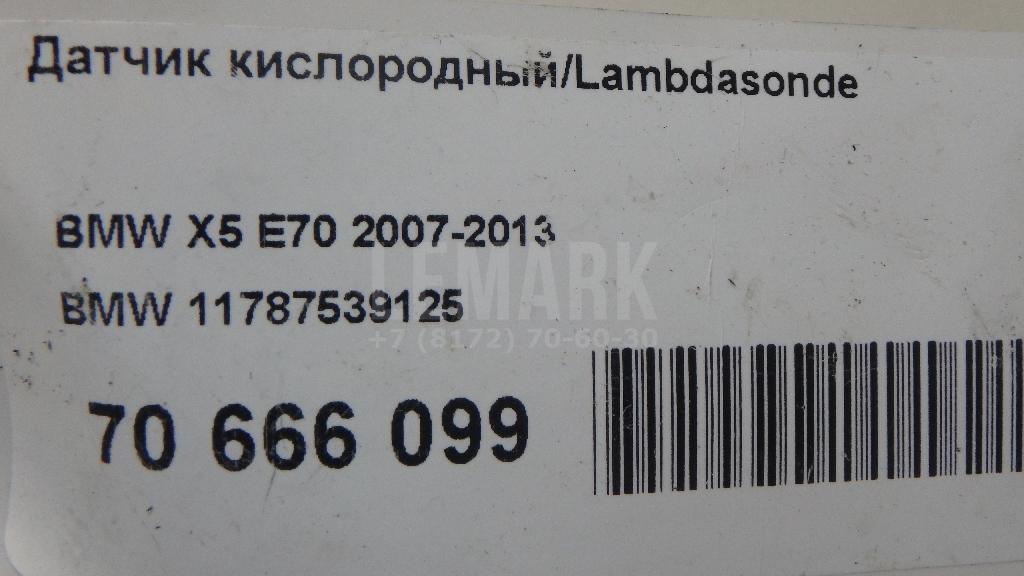 Датчик кислородный/Lambdasonde
BMW X5 E70 2007-2013
LEMARK
BMW 11787539125
+7 (8172) 70-60-30
70 666 099